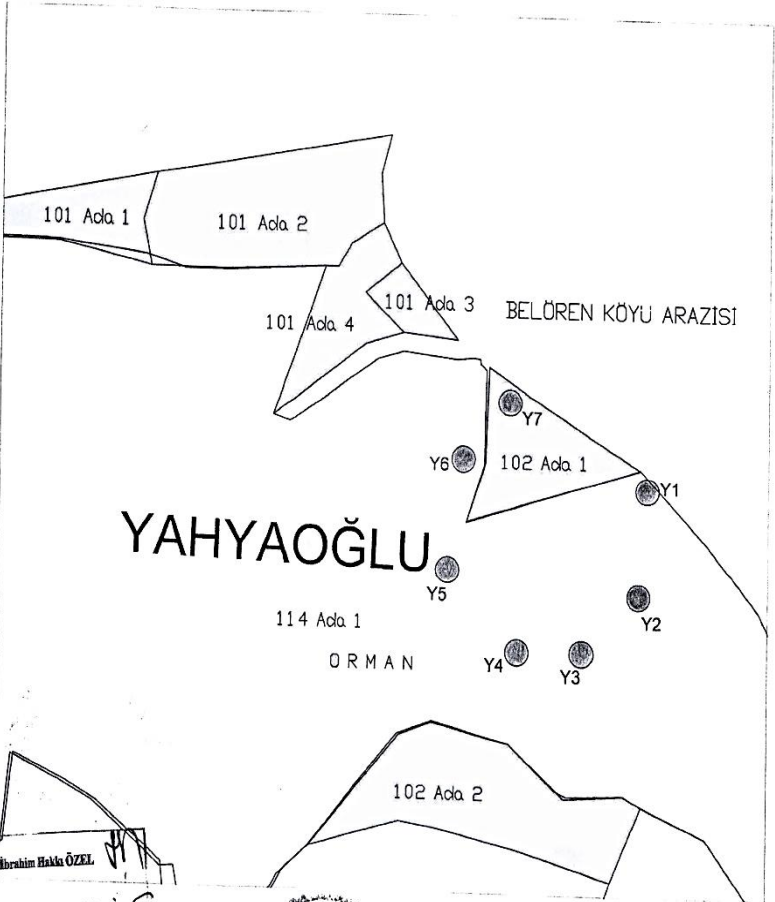 101 Ada 1
101 Ada 2
101 Ada 3
BELÖREN KÖYÜ ARAZİSİ
101 Ada 4
Y7
Y6
102 Ada 1
Y1
YAHYAOĞLU
Y5
Y2
114 Ada 1
ORMAN
Y4
Y3
102 Ada 2
İbrahim Hakkı ÖZEL